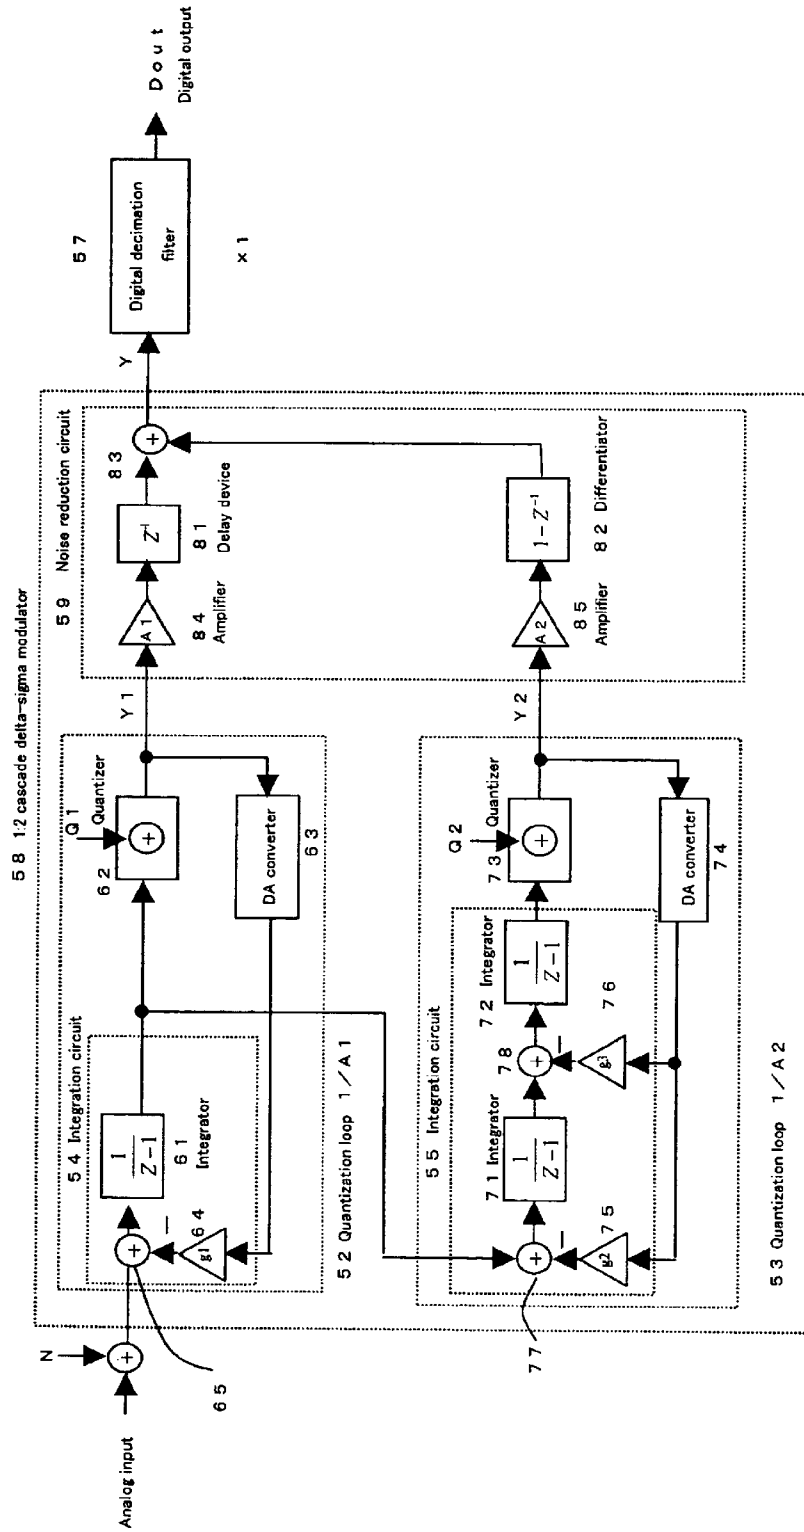 58 1:2 cascade delta-sigma modulator
59 Noise reduction circuit
57
Digital decimation
filter
×1
Dout
Digital output
Y
N
Analog input
65
54 Integration circuit
1
Z-1
61
Integrator
64
g1
−
+
+
52 Quantization loop 1/A1
Q1
Quantizer
62
+
DA converter
63
Y1
A1
84
Amplifier
Z-1
81
Delay device
83
+
77
55 Integration circuit
71 Integrator
1
Z-1
+
−
g2
75
72 Integrator
1
Z-1
78
+
−
g3
76
Q2
Quantizer
73
+
DA converter
74
53 Quantization loop 1/A2
Y2
A2
85
Amplifier
1-Z-1
82 Differentiator